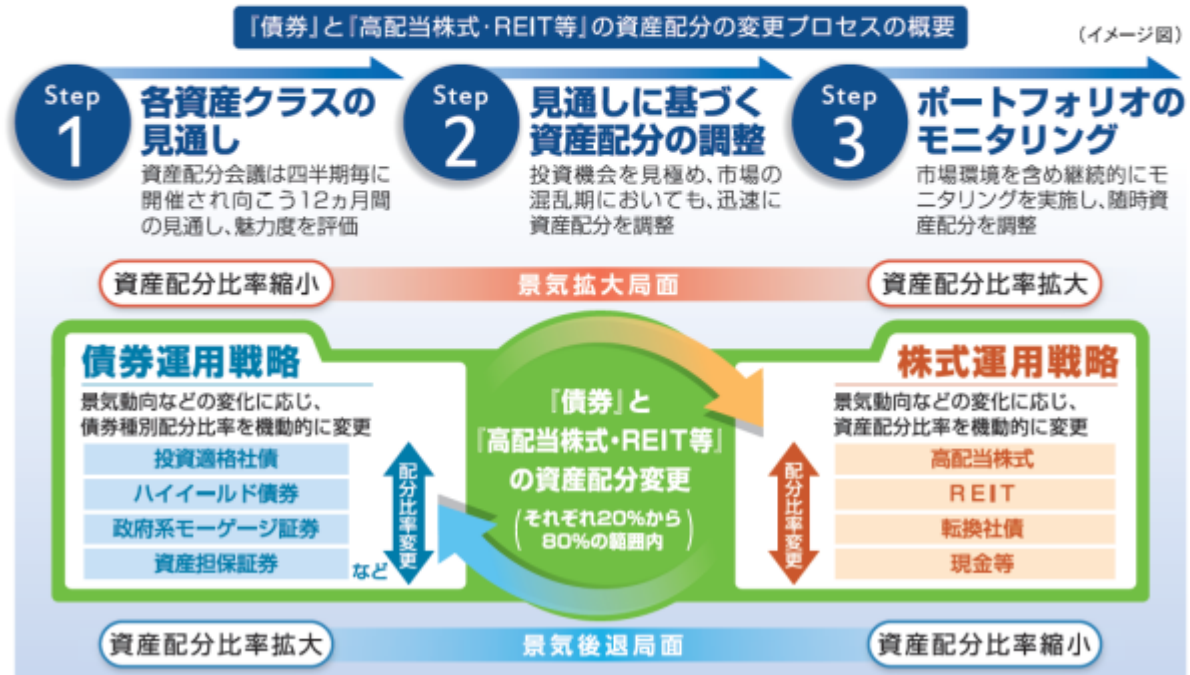 『債券』と『高配当株式・REIT等』の資産配分の変更プロセスの概要
（イメージ図）
Step
1
各資産クラスの
見通し
資産配分会議は四半期毎に
開催され向こう12ヵ月間
の見通し、魅力度を評価
Step
2
見通しに基づく
資産配分の調整
投資機会を見極め、市場の
混乱期においても、迅速に
資産配分を調整
Step
3
ポートフォリオの
モニタリング
市場環境を含め継続的にモ
ニタリングを実施し、随時資
産配分を調整
資産配分比率縮小
景気拡大局面
資産配分比率拡大
債券運用戦略
景気動向などの変化に応じ、
債券種別配分比率を機動的に変更
投資適格社債
ハイイールド債券
政府系モーゲージ証券
資産担保証券
など
配分比率変更
『債券』と
『高配当株式・REIT等』
の資産配分変更
（それぞれ20%から
80%の範囲内）
株式運用戦略
景気動向などの変化に応じ、
資産配分比率を機動的に変更
配分比率変更
高配当株式
REIT
転換社債
現金等
資産配分比率拡大
景気後退局面
資産配分比率縮小